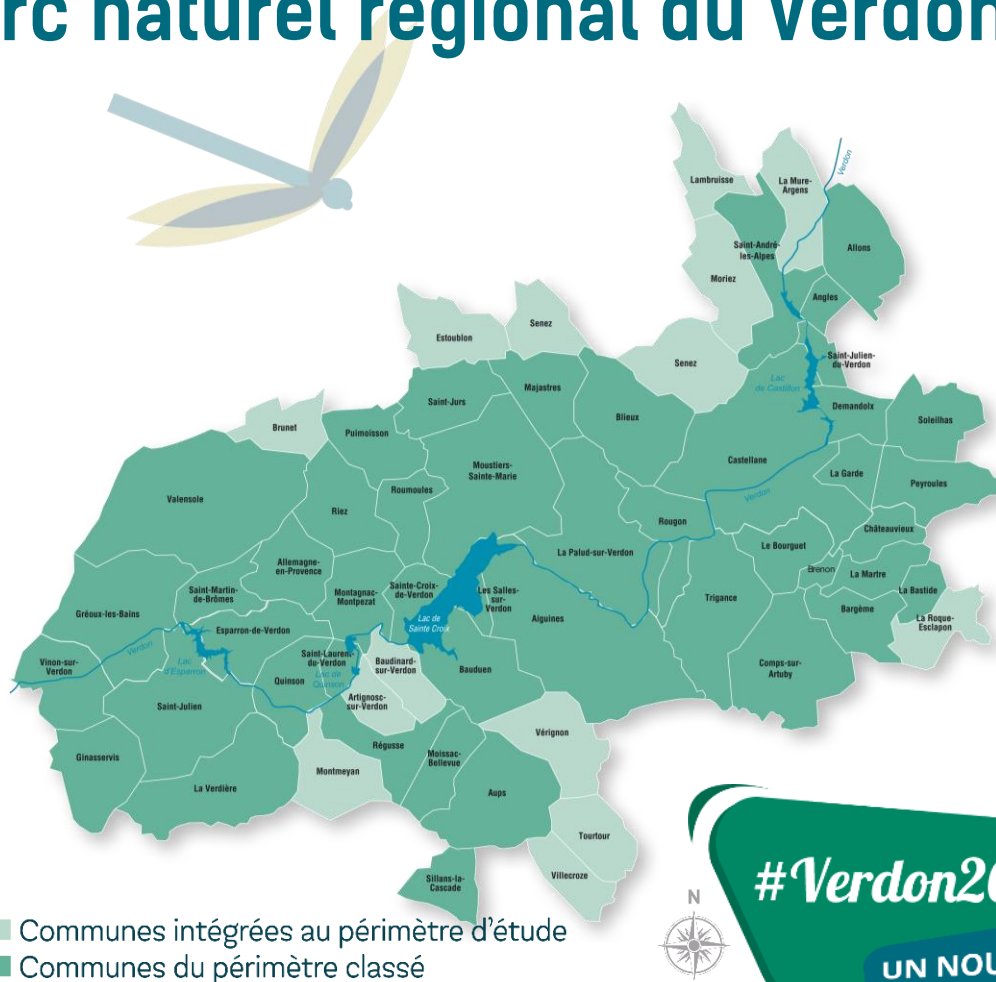 rc naturel régional du Verdon
Verdon
Lambruisse
La Mure-
Argens
Saint-André-
les-Alpes
Allons
Moriez
Angles
Senez
Estoublon
Senez
Saint-Julien-
du-Verdon
Lac
de Castillon
Majastres
Saint-Jurs
Demandolx
Blieux
Soleilhas
Brunet
Puimoisson
Castellane
Moustiers-
Sainte-Marie
La Garde
Peyroules
Valensole
Roumoules
Verdon
Riez
Rougon
Châteauvieux
La Palud-sur-Verdon
Le Bourguet
Allemagne-
en-Provence
Brenon
La Martre
Saint-Martin-
de-Brômes
Montagnac-
Montpezat
Sainte-Croix-
de-Verdon
Les Salles-
sur-
Verdon
La Bastide
Trigance
Bargème
Gréoux-les-Bains
Lac de
Sainte Croix
Aiguines
La Roque-
Esclapon
Esparron-de-Verdon
Verdon
Vinon-sur-
Verdon
Lac
d'Esparron
Saint-Laurent-
du-Verdon
Lac de
Quinson
Quinson
Baudinard-
sur-Verdon
Bauduen
Comps-sur-
Artuby
Artignosc-
sur-Verdon
Saint-Julien
Vérignon
Régusse
Moissac-
Bellevue
Ginasservis
Montmeyan
La Verdière
Aups
Tourtour
Villecroze
Sillans-la-
Cascade
N
#Verdon20
UN NOU
Communes intégrées au périmètre d'étude
Communes du périmètre classé